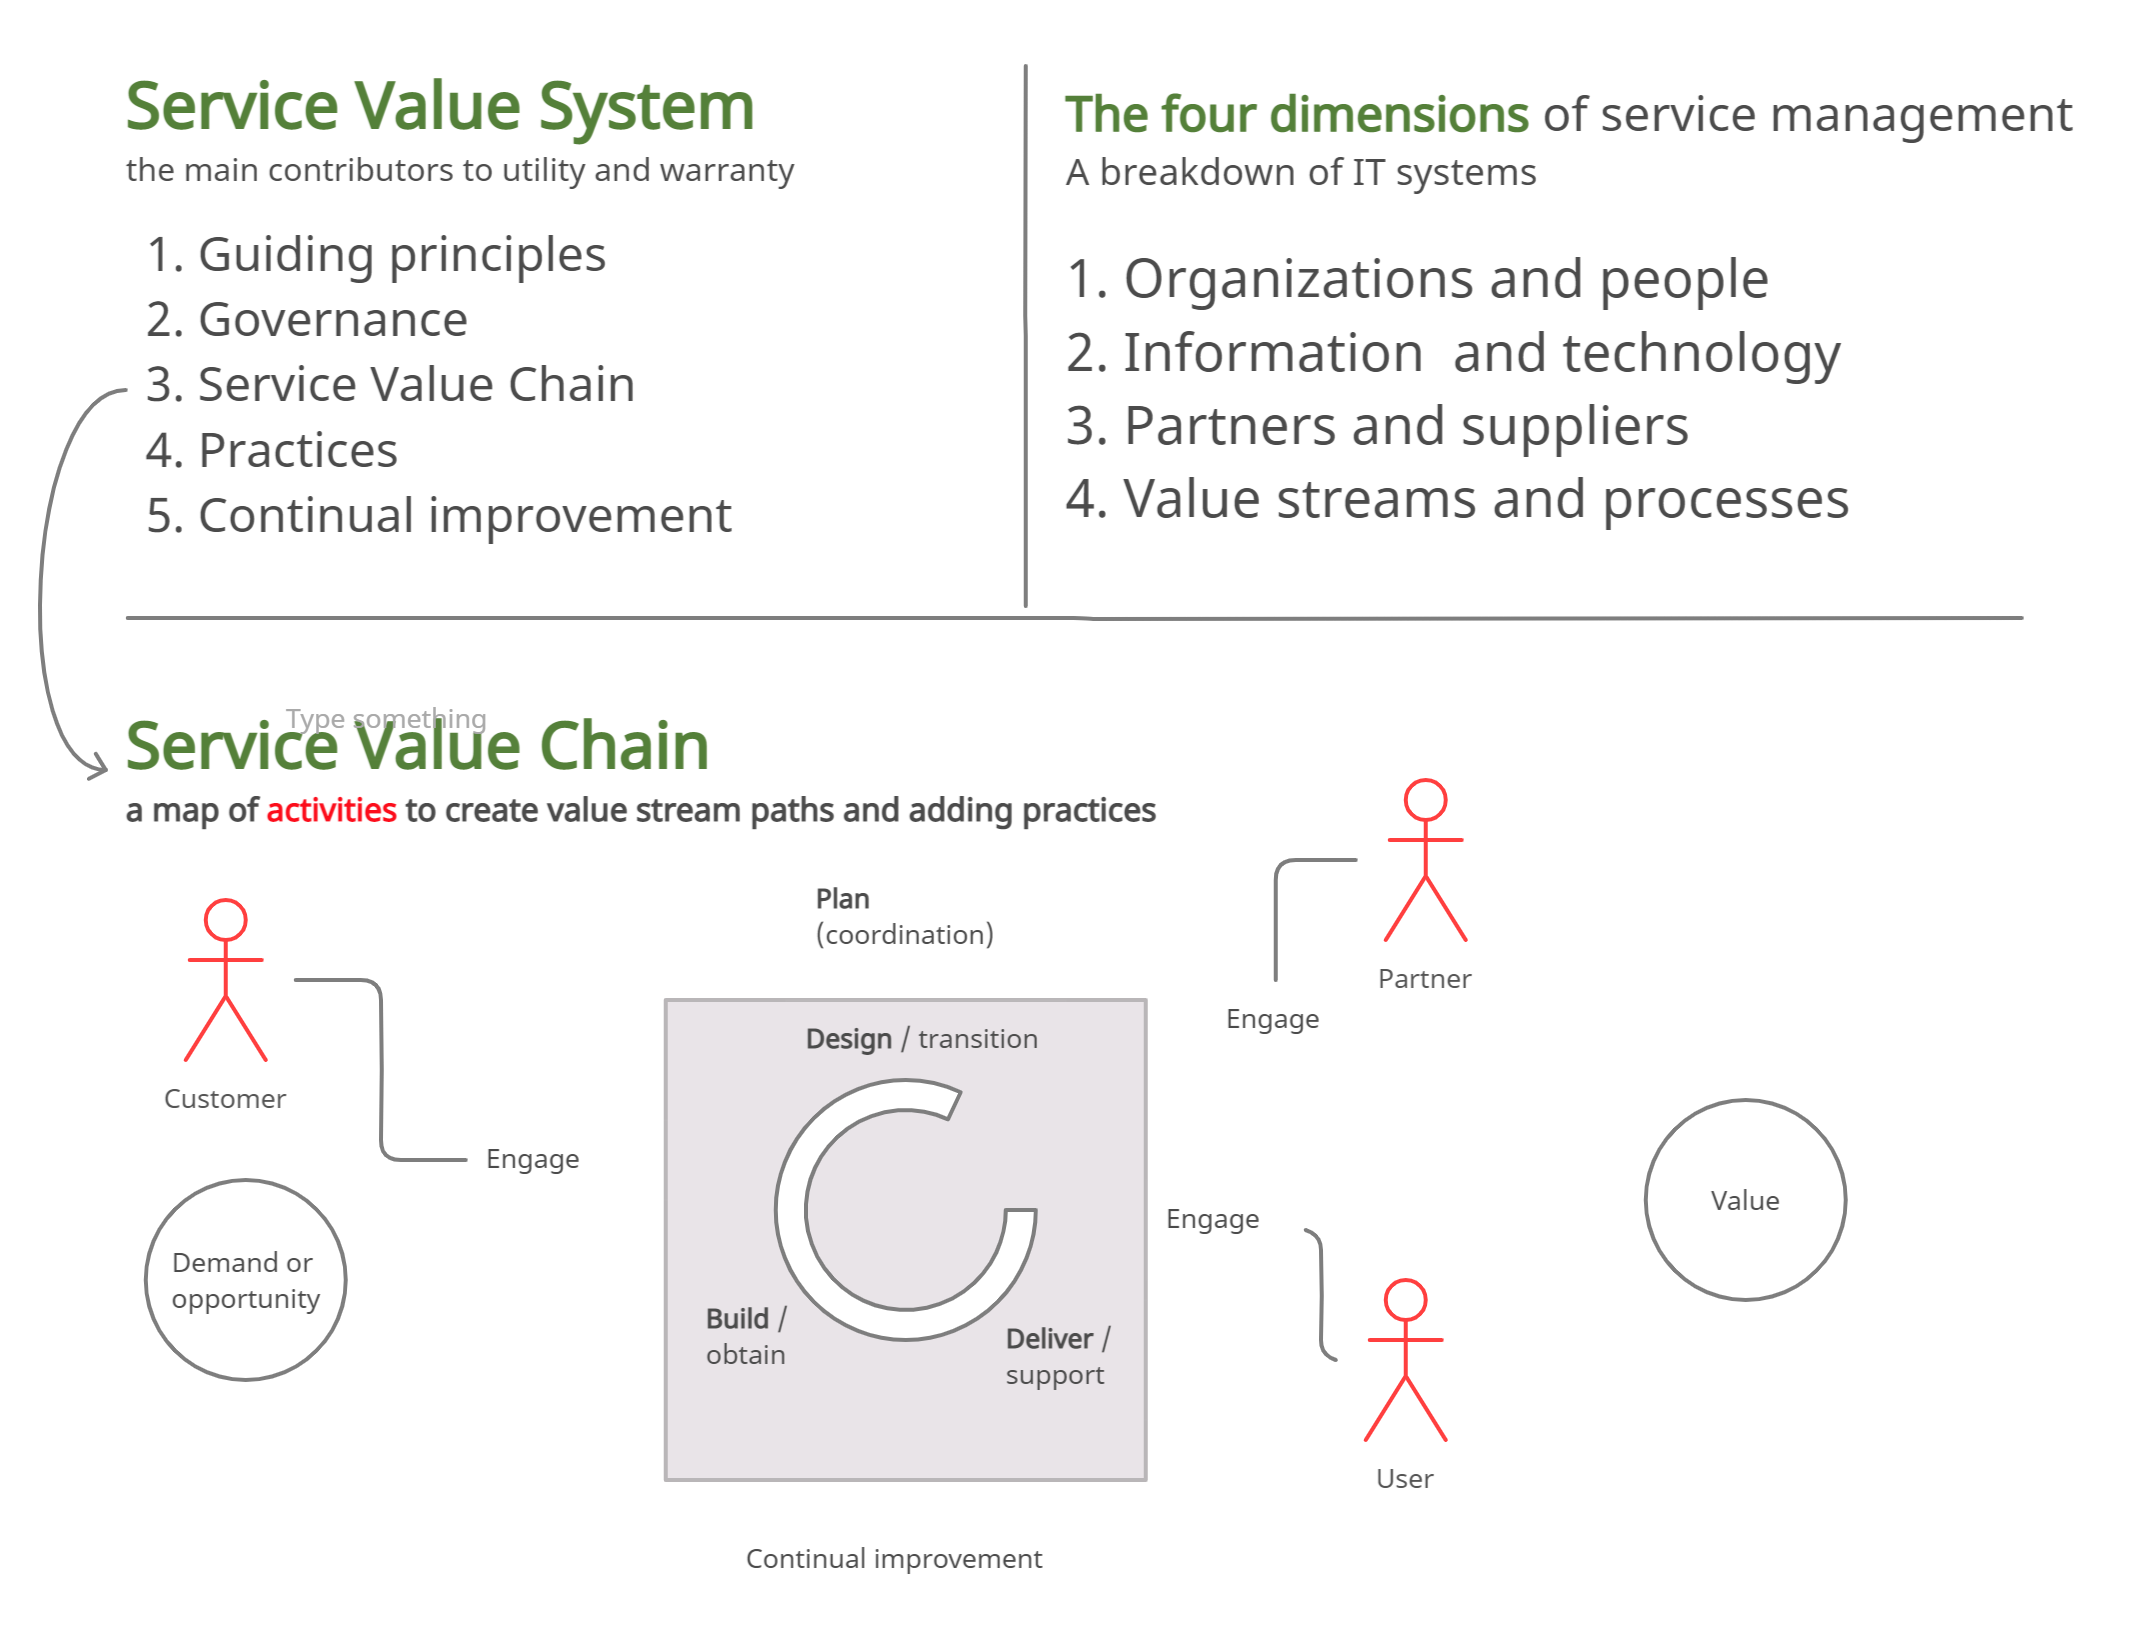 Service Value System
the main contributors to utility and warranty
1. Guiding principles
2. Governance
3. Service Value Chain
4. Practices
5. Continual improvement
The four dimensions of service management
A breakdown of IT systems
1. Organizations and people
2. Information  and technology
3. Partners and suppliers
4. Value streams and processes
Type something
Service Value Chain
a map of activities to create value stream paths and adding practices
Customer
Demand or
opportunity
Engage
Plan
(coordination)
Design / transition
Build /
obtain
Deliver /
support
Continual improvement
Partner
Engage
Engage
User
Value